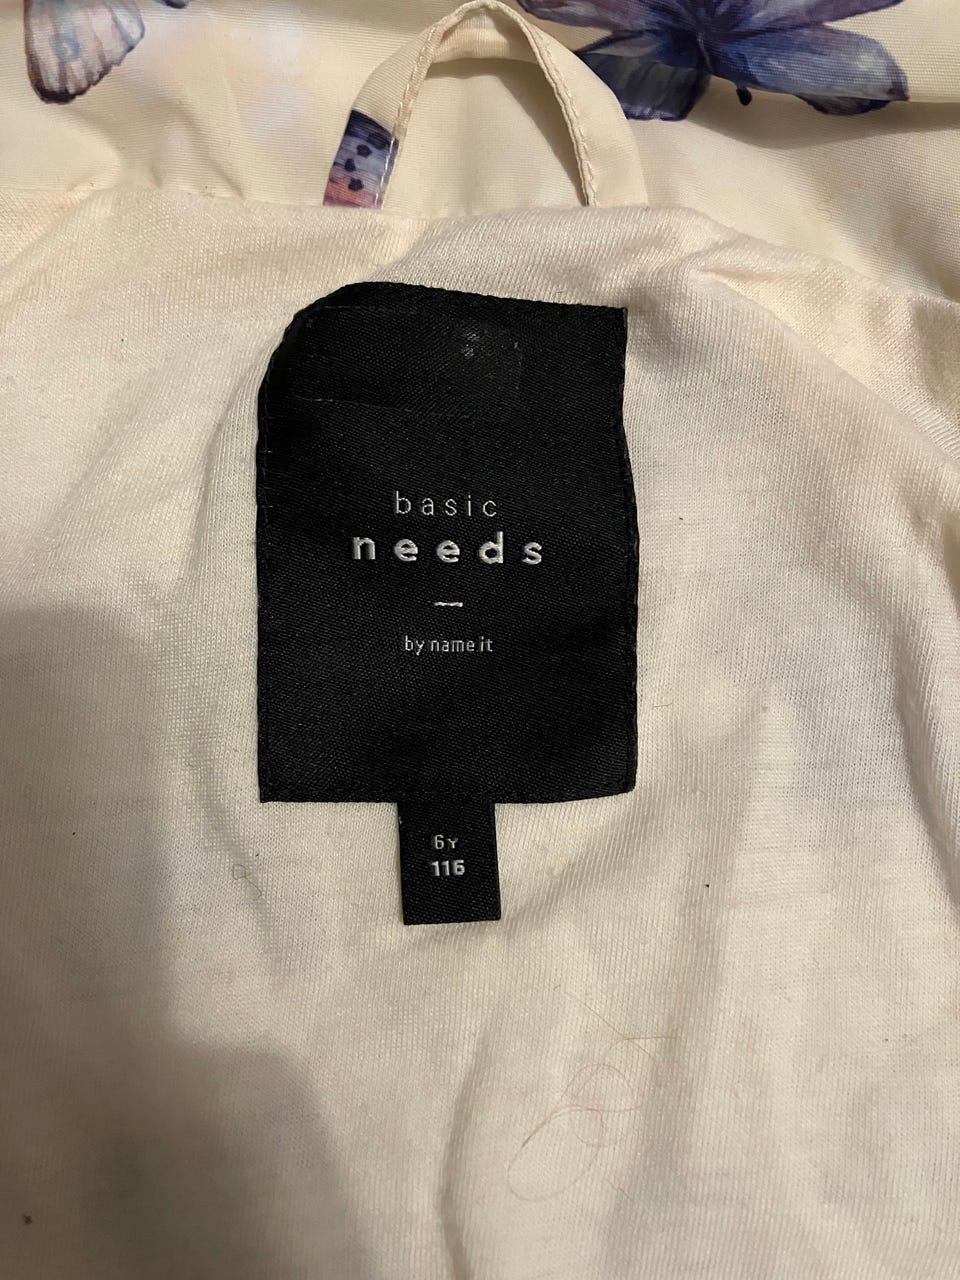 basic
needs
by name it
6Y
116